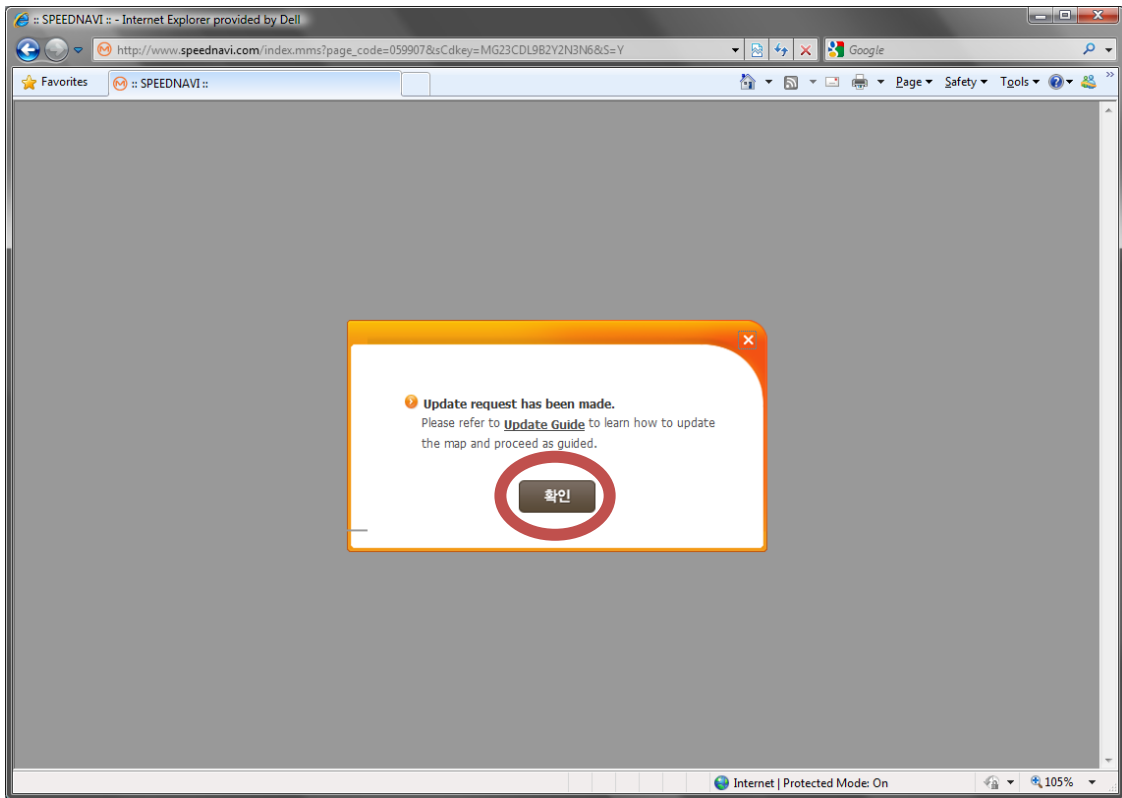 :: SPEEDNAVI :: - Internet Explorer provided by Dell
http://www.speednavi.com/index.mms?page_code=059907&sCdkey=MG23CDL9B2Y2N3N6&S=Y
Google
Favorites
:: SPEEDNAVI ::
Page
Safety
Tools
Update request has been made.
Please refer to Update Guide to learn how to update
the map and proceed as guided.
확인
Internet | Protected Mode: On
105%